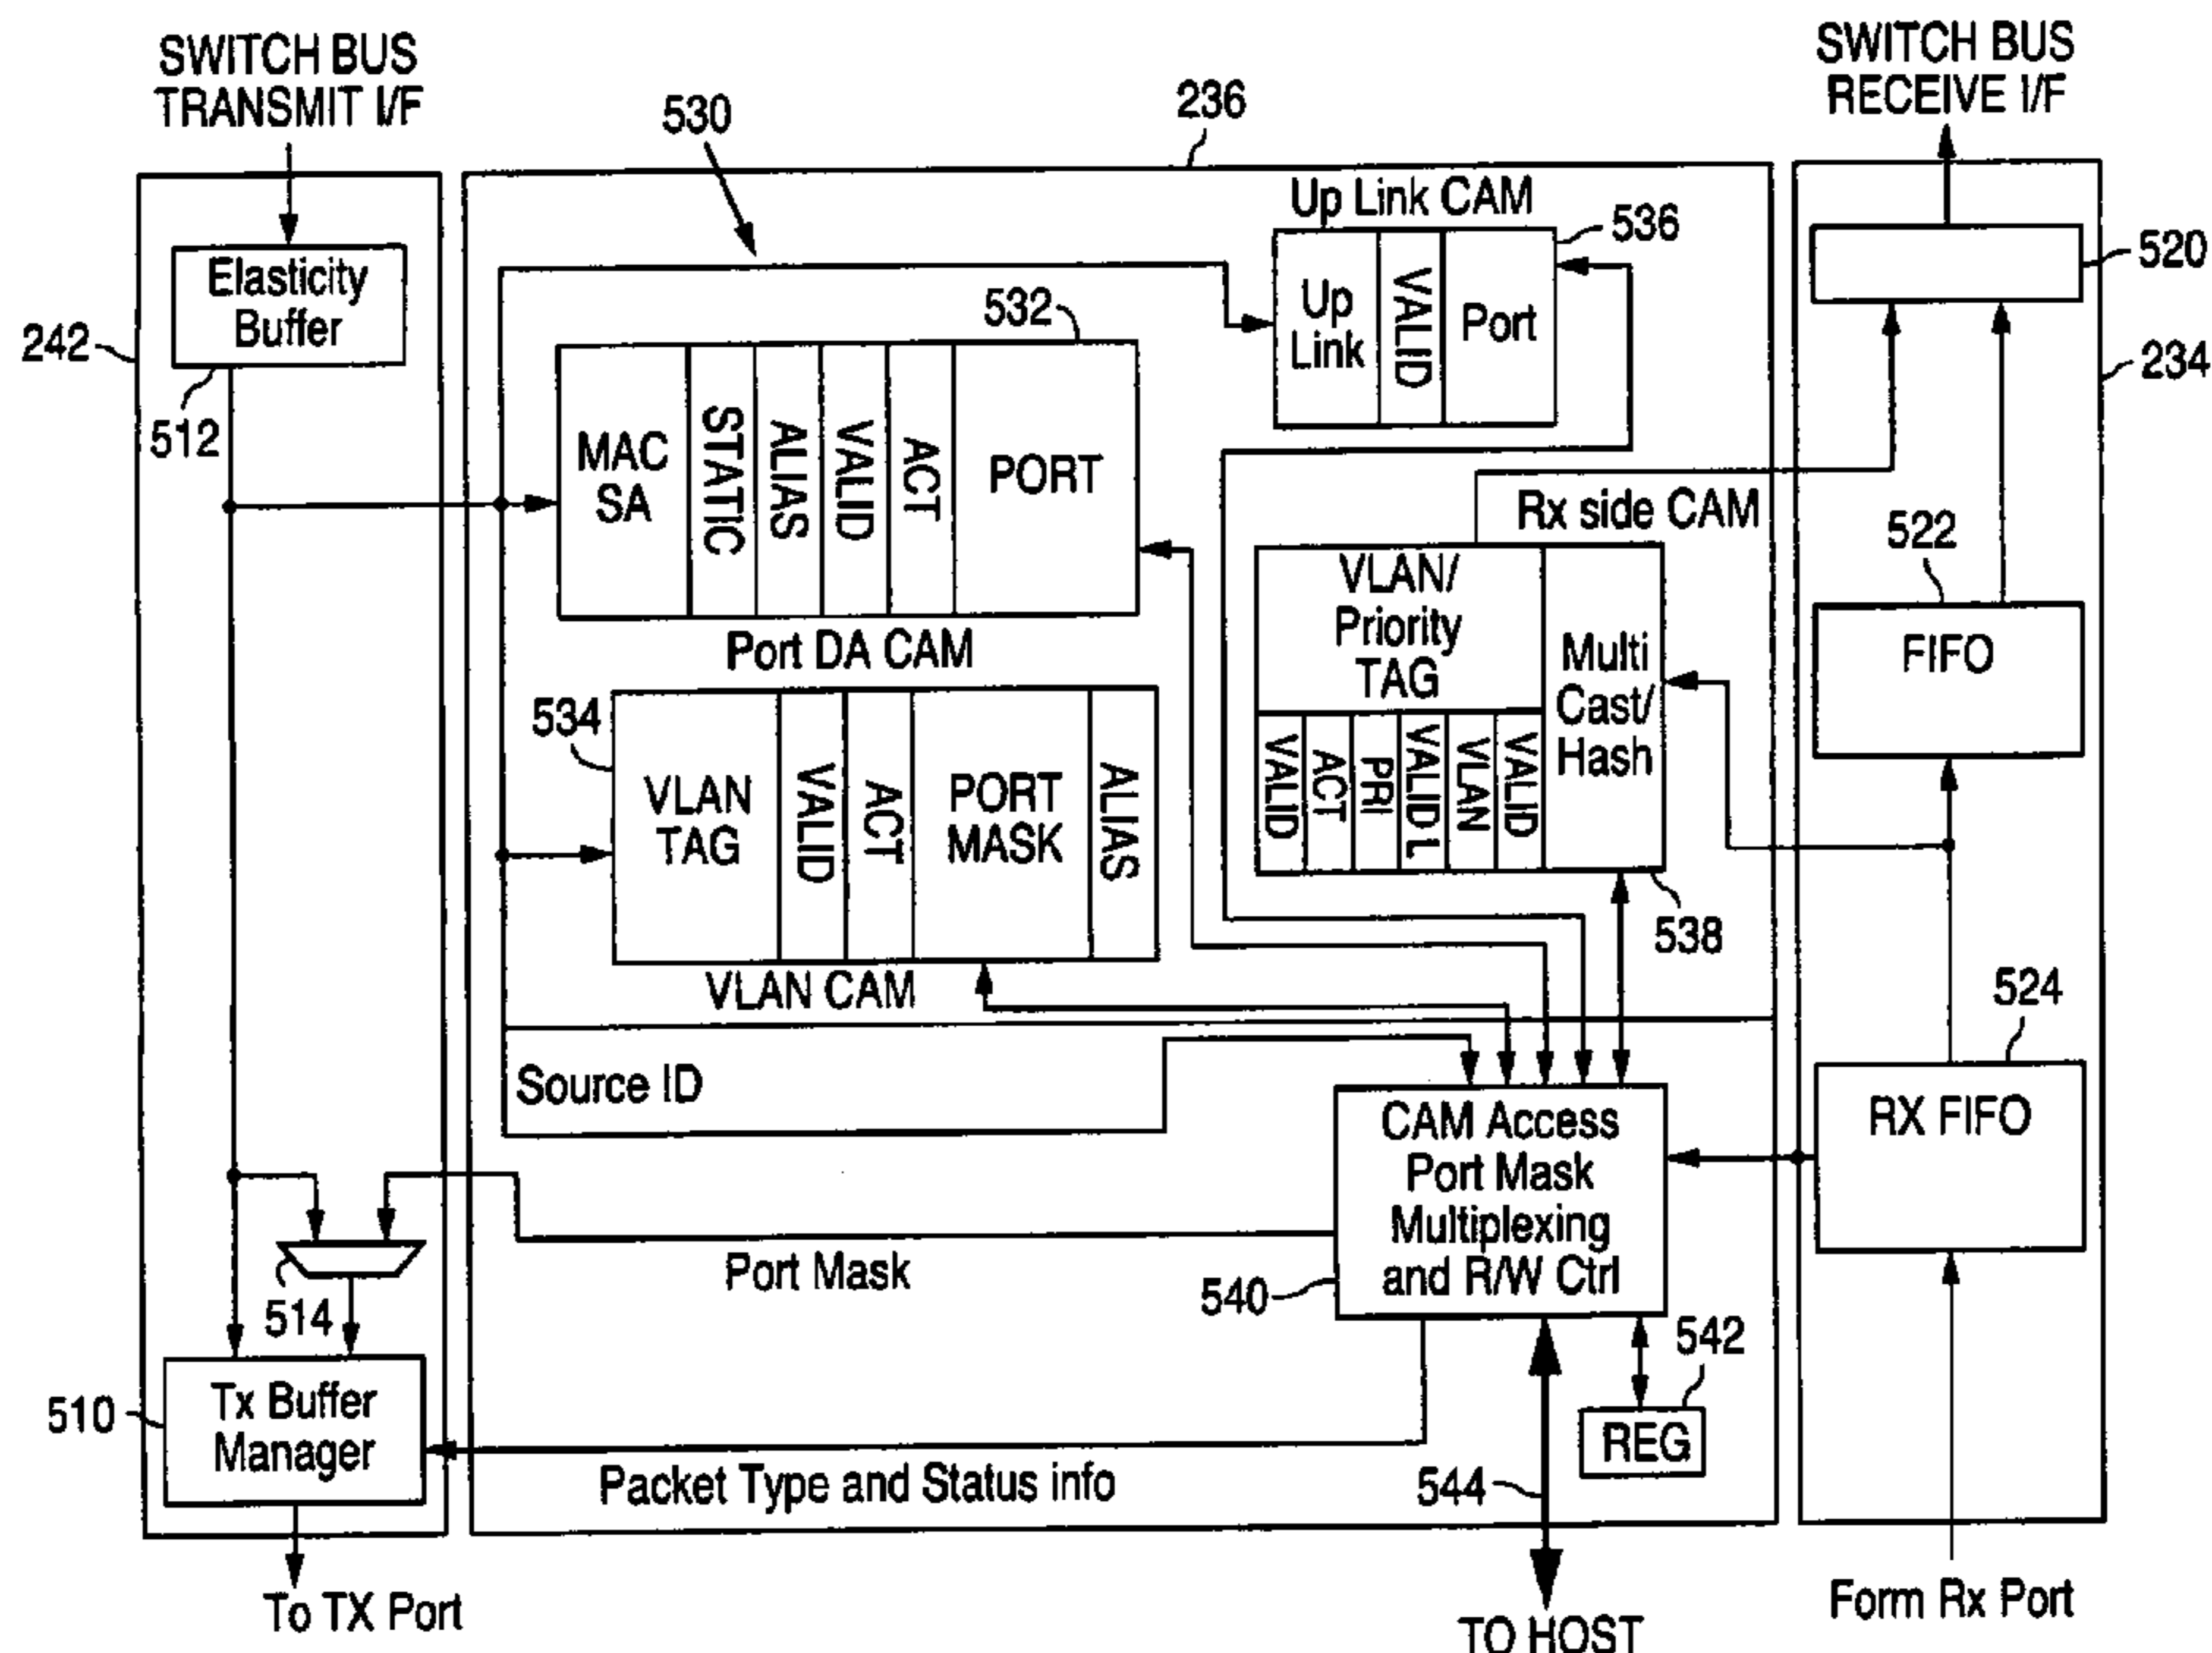 SWITCH BUS
TRANSMIT I/F
SWITCH BUS
RECEIVE I/F
530
236
Up Link CAM
536
520
Elasticity
Buffer
242
512
532
Up
Link
VALID
Port
234
MAC
SA
STATIC
ALIAS
VALID
ACT
PORT
Port DA CAM
Rx side CAM
522
VLAN/
Priority
TAG
Multi
Cast/
Hash
VALID
ACT
PRI
VALID L
VLAN
VALID
538
FIFO
534
VLAN
TAG
VALID
ACT
PORT
MASK
ALIAS
VLAN CAM
524
RX FIFO
Source ID
CAM Access
Port Mask
Multiplexing
and R/W Ctrl
540
Port Mask
514
542
REG
510
Tx Buffer
Manager
Packet Type and Status info
544
To TX Port
TO HOST
Form Rx Port